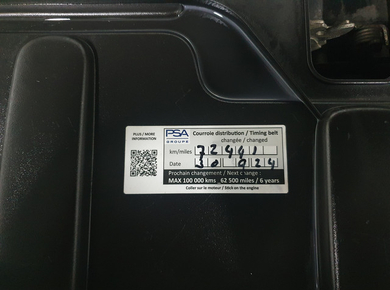 PLUS / MORE
INFORMATION
PSA
GROUPE
Courroie distribution / Timing belt
changée / changed
km/miles
Date
Prochain changement / Next change :
MAX 100 000 kms _62 500 miles / 6 years
Coller sur le moteur / Stick on the engine